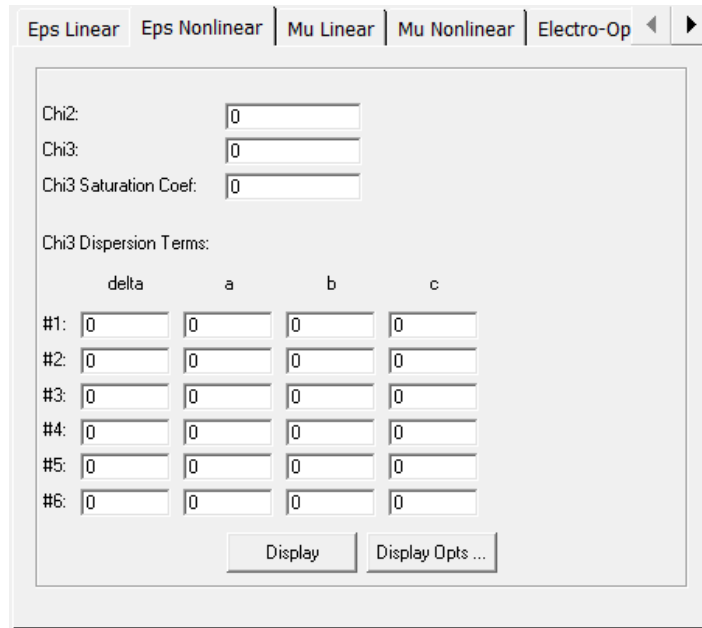 Eps Linear Eps Nonlinear Mu Linear Mu Nonlinear Electro-Op
Chi2: 0
Chi3: 0
Chi3 Saturation Coef: 0
Chi3 Dispersion Terms:
delta a b c
#1: 0 0 0 0
#2: 0 0 0 0
#3: 0 0 0 0
#4: 0 0 0 0
#5: 0 0 0 0
#6: 0 0 0 0
Display Display Opts ...